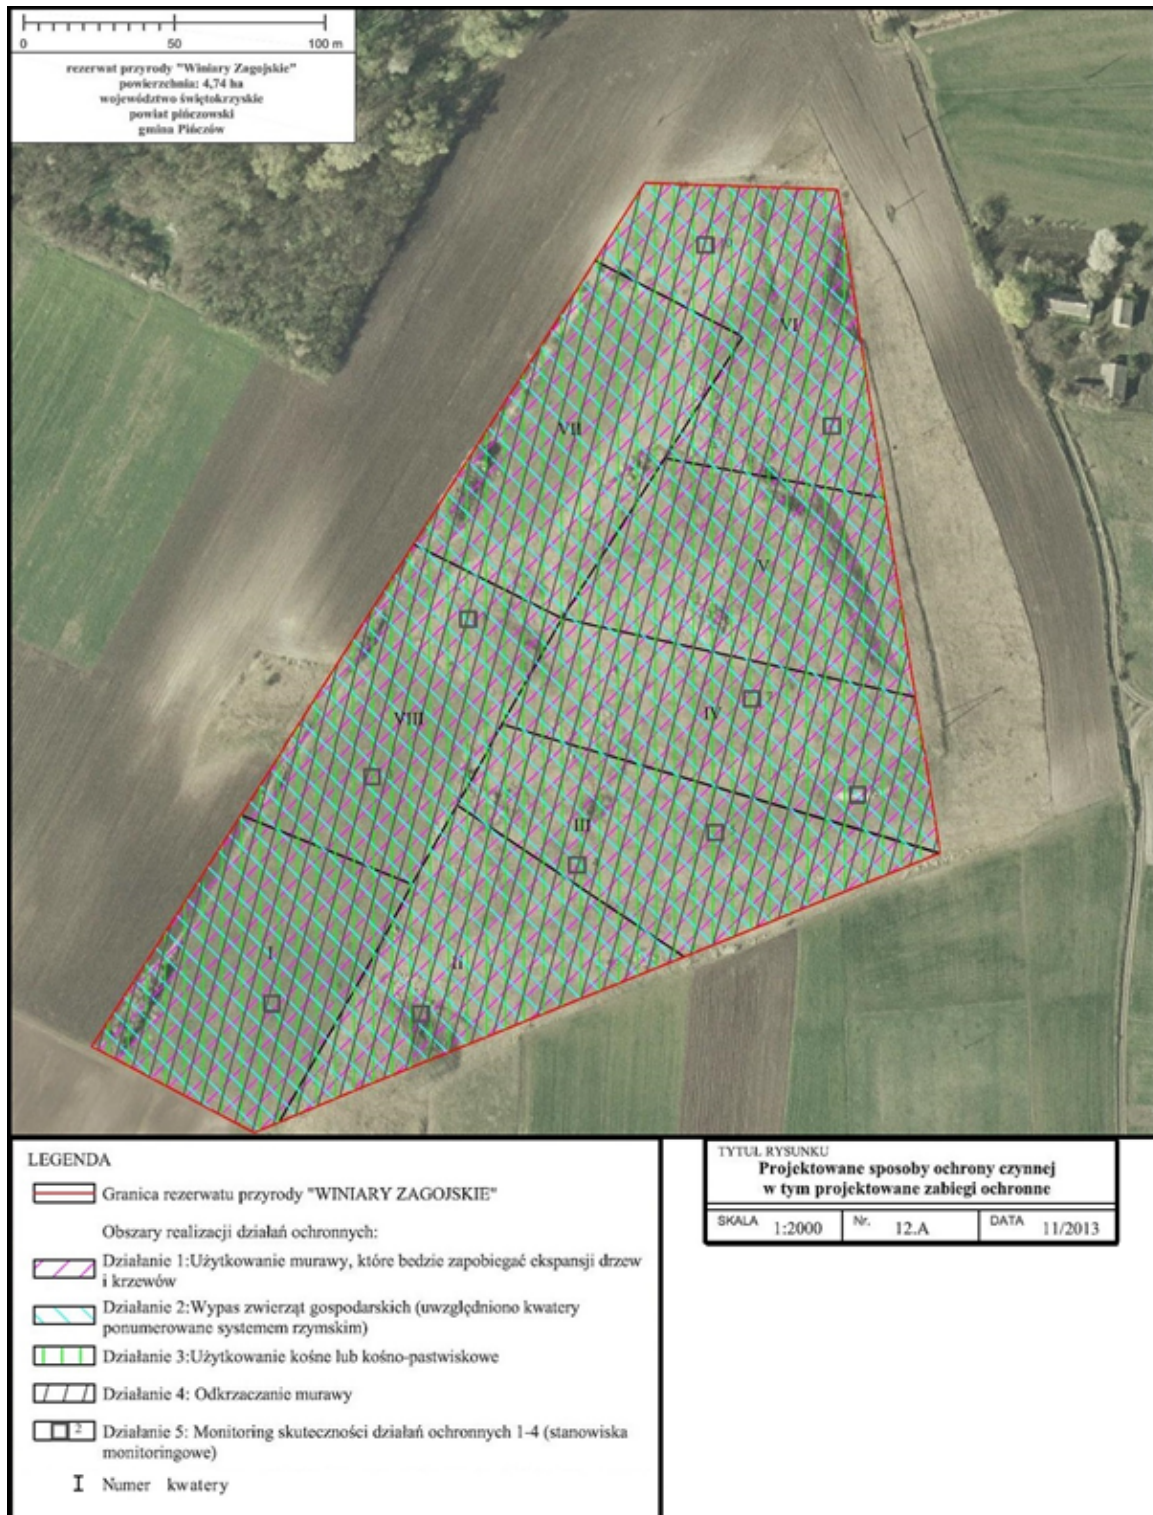 0 50 100 m
rezerwat przyrody "Winiary Zagojskie"
powierzchnia: 4,74 ha
województwo świętokrzyskie
powiat pińczowski
gmina Pińczów
10
VI
9
VII
V
7
IV
VIII
III
5
4
I
II
LEGENDA
Granica rezerwatu przyrody "WINIARY ZAGOJSKIE"
Obszary realizacji działań ochronnych:
Działanie 1:Użytkowanie murawy, które bedzie zapobiegać ekspansji drzew
i krzewów
Działanie 2:Wypas zwierząt gospodarskich (uwzględniono kwatery
ponumerowane systemem rzymskim)
Działanie 3:Użytkowanie kośne lub kośno-pastwiskowe
Działanie 4: Odkrzaczanie murawy
2 Działanie 5: Monitoring skuteczności działań ochronnych 1-4 (stanowiska
monitoringowe)
I Numer kwatery
TYTUŁ RYSUNKU
Projektowane sposoby ochrony czynnej
w tym projektowane zabiegi ochronne
SKALA 1:2000 Nr. 12.A DATA 11/2013